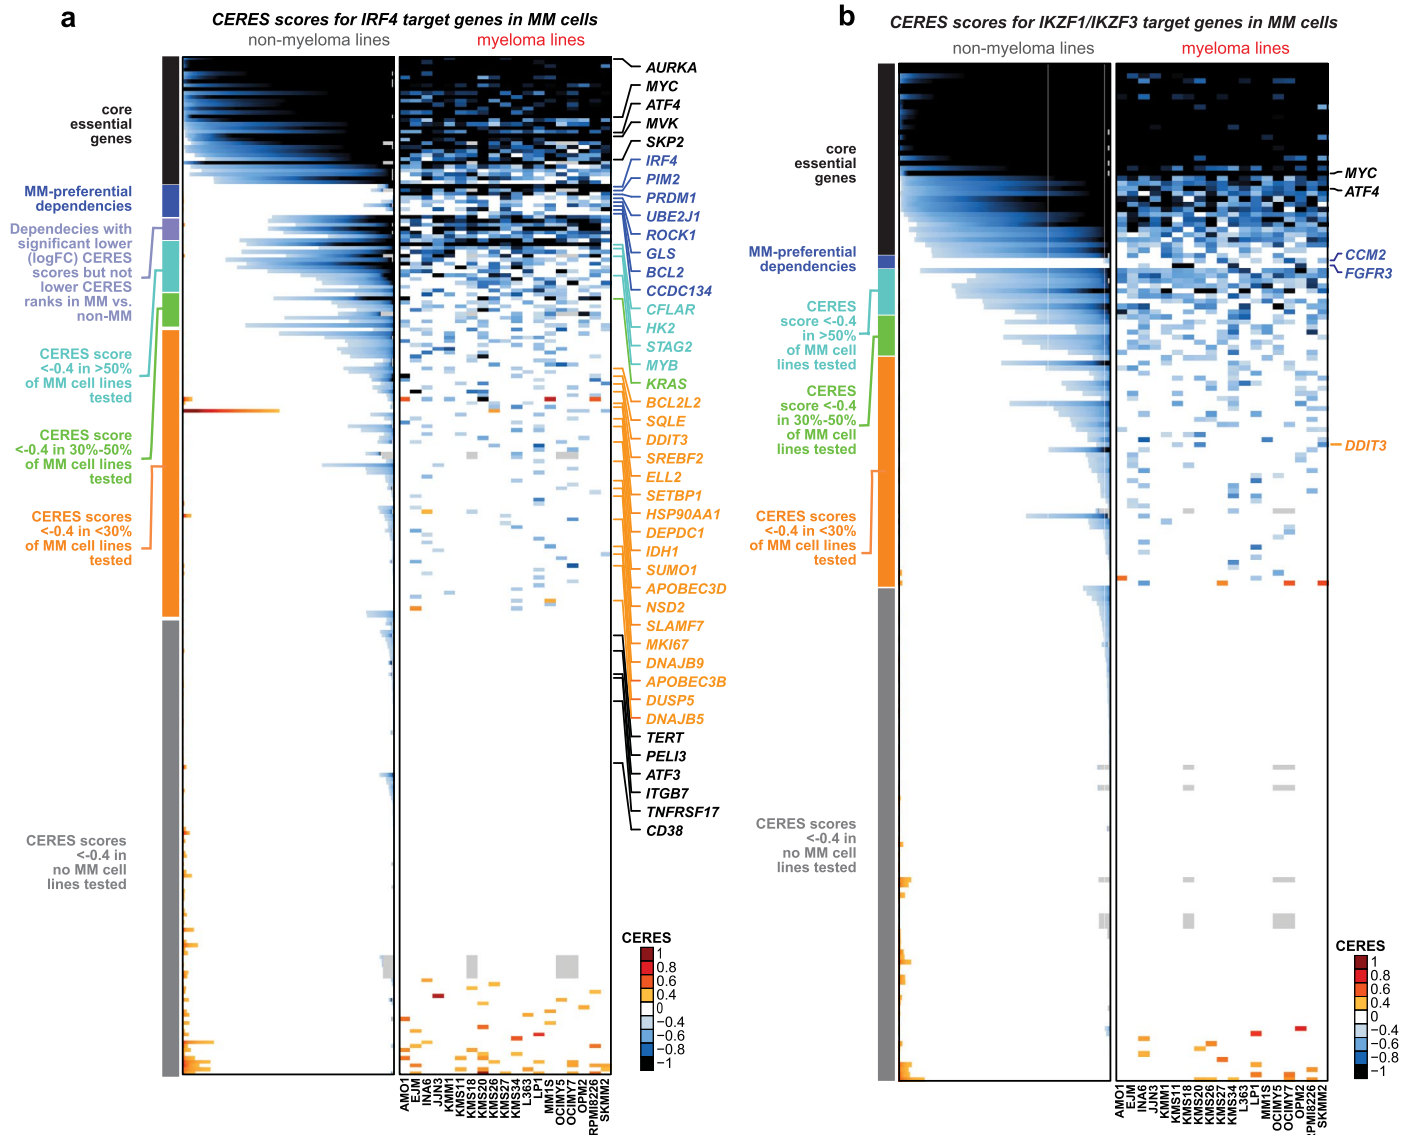 a
CERES scores for IRF4 target genes in MM cells
non-myeloma lines
myeloma lines
core
essential
genes
MM-preferential
dependencies
Dependecies with
significant lower
(logFC) CERES
scores but not
lower CERES
ranks in MM vs.
non-MM
CERES score
<-0.4 in >50%
of MM cell lines
tested
CERES score
<-0.4 in 30%-50%
of MM cell lines
tested
CERES scores
<-0.4 in <30%
of MM cell lines
tested
CERES scores
<-0.4 in
no MM cell
lines tested
AURKA
MYC
ATF4
MVK
SKP2
IRF4
PIM2
PRDM1
UBE2J1
ROCK1
GLS
BCL2
CCDC134
CFLAR
HK2
STAG2
MYB
KRAS
BCL2L2
SQLE
DDIT3
SREBF2
ELL2
SETBP1
HSP90AA1
DEPDC1
IDH1
SUMO1
APOBEC3D
NSD2
SLAMF7
MKI67
DNAJB9
APOBEC3B
DUSP5
DNAJB5
TERT
PELI3
ATF3
ITGB7
TNFRSF17
CD38
CERES
1
0.8
0.6
0.4
0
−0.4
−0.6
−0.8
−1
AMO1
EJM
INA6
JJN3
KMM1
KMS11
KMS18
KMS20
KMS26
KMS27
KMS34
L363
LP1
MM1S
OCIMY5
OCIMY7
OPM2
RPMI8226
SKMM2
b
CERES scores for IKZF1/IKZF3 target genes in MM cells
non-myeloma lines
myeloma lines
core
essential
genes
MM-preferential
dependencies
CERES
score <-0.4
in >50%
of MM cell
lines tested
CERES
score <-0.4
in 30%-50%
of MM cell
lines tested
CERES scores
<-0.4 in <30%
of MM cell lines
tested
CERES scores
<-0.4 in
no MM cell
lines tested
MYC
ATF4
CCM2
FGFR3
DDIT3
CERES
1
0.8
0.6
0.4
0
−0.4
−0.6
−0.8
−1
AMO1
EJM
INA6
JJN3
KMM1
KMS11
KMS18
KMS20
KMS26
KMS27
KMS34
L363
LP1
MM1S
OCIMY5
OCIMY7
OPM2
RPMI8226
SKMM2